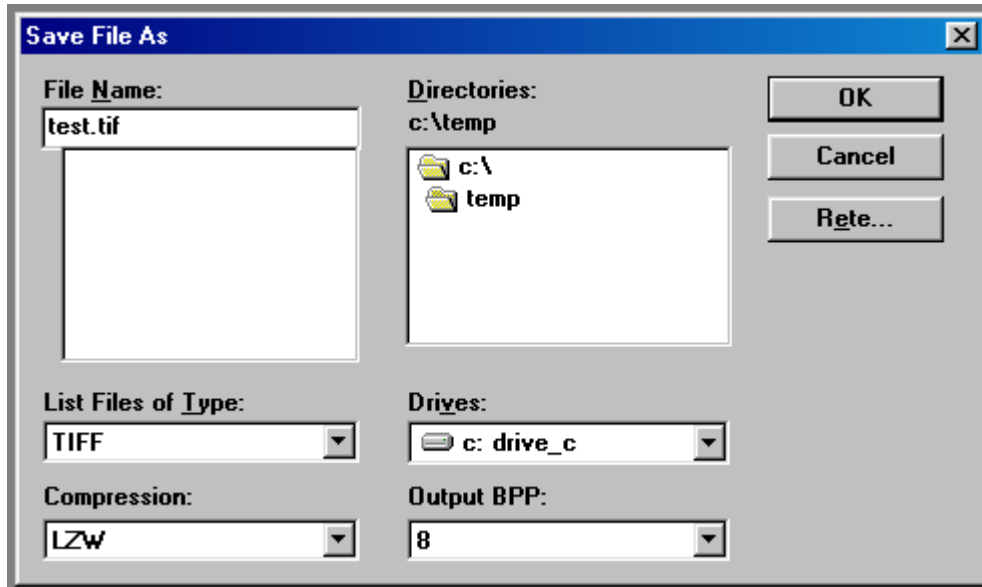 Save File As
File Name:
test.tif
Directories:
c:\temp
c:\
temp
OK
Cancel
Rete...
List Files of Type:
TIFF
Drives:
c: drive_c
Compression:
LZW
Output BPP:
8